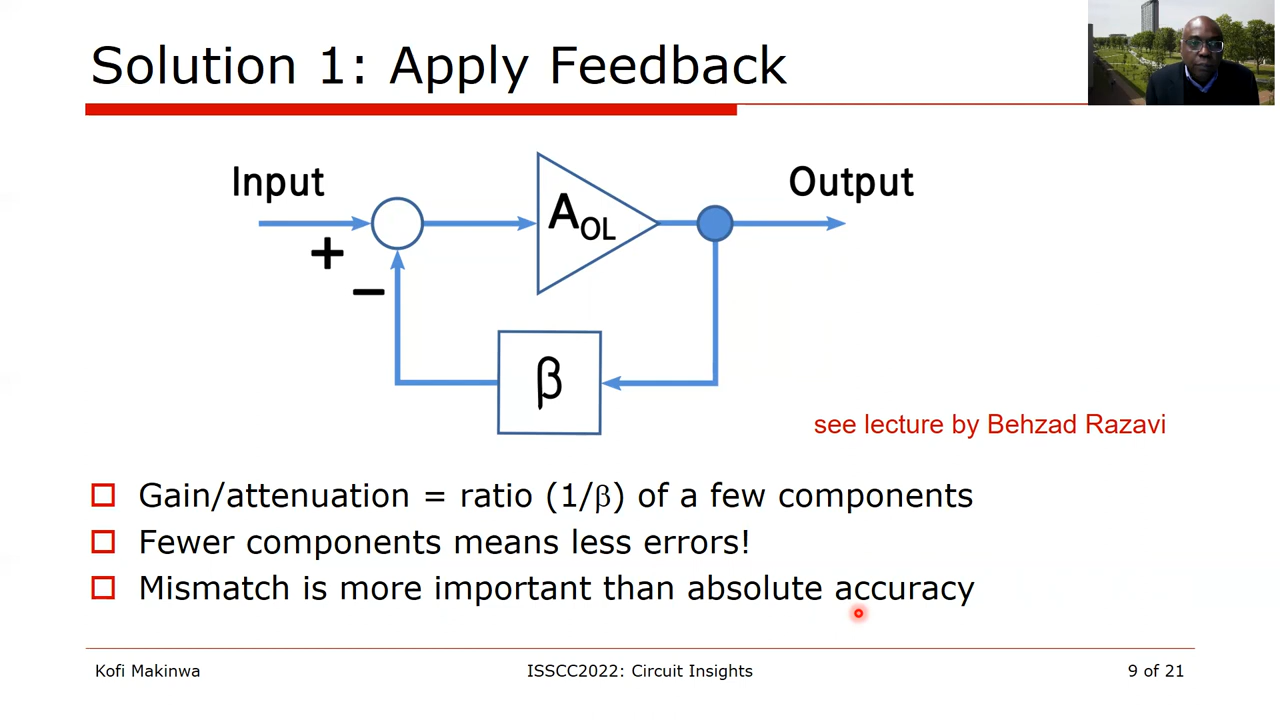 Solution 1: Apply Feedback
Input
Output
A_OL
+
−
β
see lecture by Behzad Razavi
Gain/attenuation = ratio (1/β) of a few components
Fewer components means less errors!
Mismatch is more important than absolute accuracy
Kofi Makinwa
ISSCC2022: Circuit Insights
9 of 21